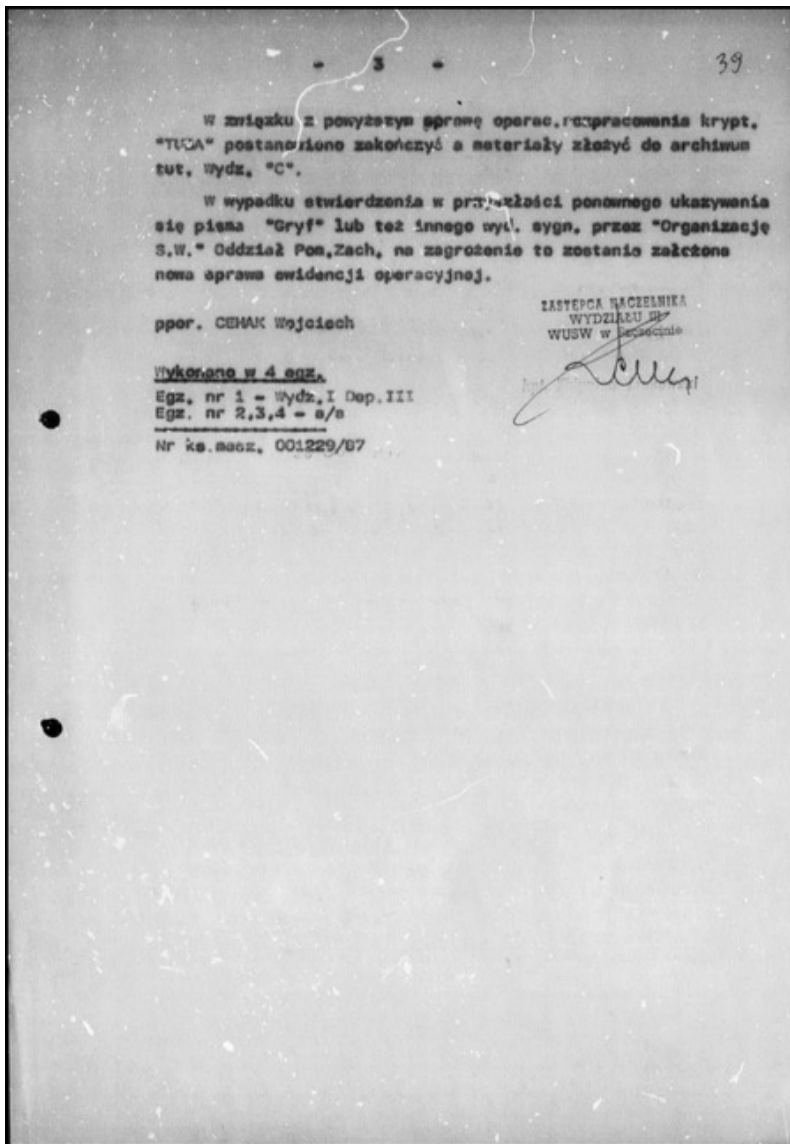 - 3 -
39
W związku z powyższym sprawę operac.rozpracowania krypt.
"TUBA" postanowiono zakończyć a materiały złożyć do archiwum
tut. Wydz. "C".
W wypadku stwierdzenia w przyszłości ponownego ukazywania
się pisma "Gryf" lub też innego wyd. sygn. przez "Organizację
S.W." Oddział Pom.Zach. na zagrożenie to zostanie założona
nowa sprawa ewidencji operacyjnej.
ZASTĘPCA NACZELNIKA
WYDZIAŁU III
WUSW w Szczecinie
ppor. CEHAK Wojciech
Wykonano w 4 egz.
Egz. nr 1 - Wydz.I Dep.III
Egz. nr 2,3,4 - a/a
Nr ks.masz. 001229/87